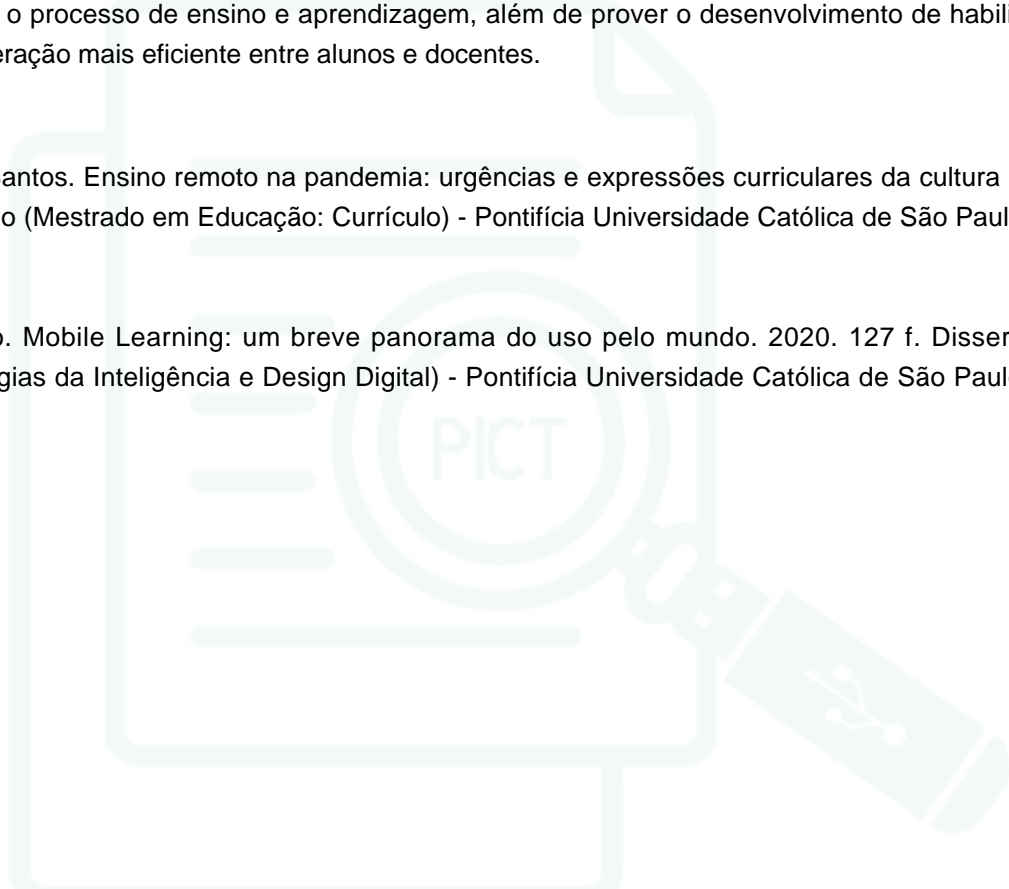 o processo de ensino e aprendizagem, além de prover o desenvolvimento de habili
eração mais eficiente entre alunos e docentes.
Santos. Ensino remoto na pandemia: urgências e expressões curriculares da cultura
o (Mestrado em Educação: Currículo) - Pontifícia Universidade Católica de São Paul
o. Mobile Learning: um breve panorama do uso pelo mundo. 2020. 127 f. Disser
gias da Inteligência e Design Digital) - Pontifícia Universidade Católica de São Paul
PICT